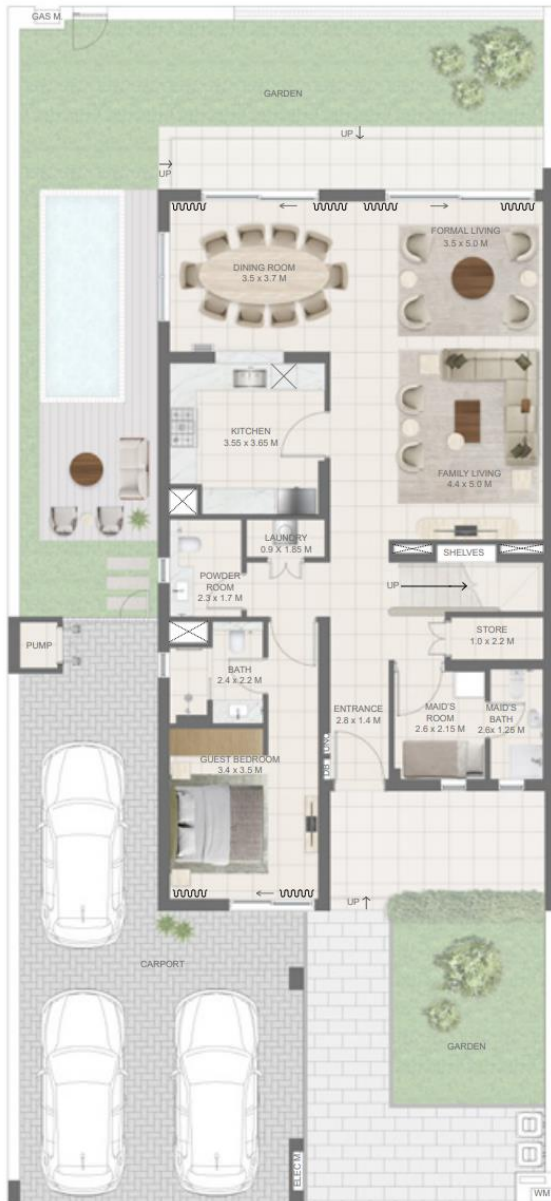 GAS M.
GARDEN
UP
UP
FORMAL LIVING
3.5 x 5.0 M
DINING ROOM
3.5 x 3.7 M
KITCHEN
3.55 x 3.65 M
FAMILY LIVING
4.4 x 5.0 M
LAUNDRY
0.9 X 1.85 M
SHELVES
POWDER
ROOM
2.3 x 1.7 M
UP
STORE
1.0 x 2.2 M
PUMP
BATH
2.4 x 2.2 M
MAID'S
ROOM
2.6 x 2.15 M
MAID'S
BATH
2.6x 1.25 M
ENTRANCE
2.8 x 1.4 M
GUEST BEDROOM
3.4 x 3.5 M
DB
UP
CARPORT
GARDEN
ELEC M.
WM